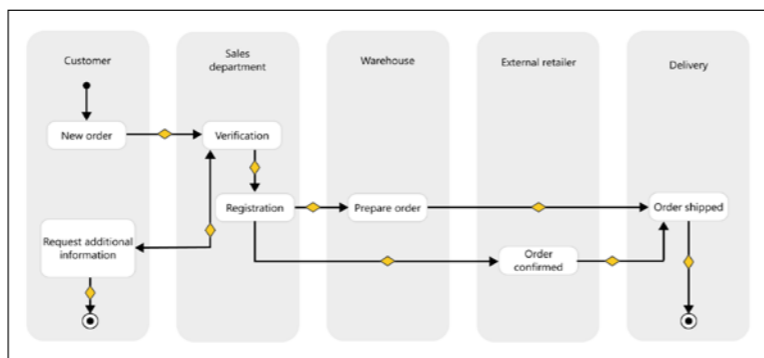 Customer
Sales
department
Warehouse
External retailer
Delivery
New order
Verification
Registration
Prepare order
Order shipped
Request additional
information
Order
confirmed